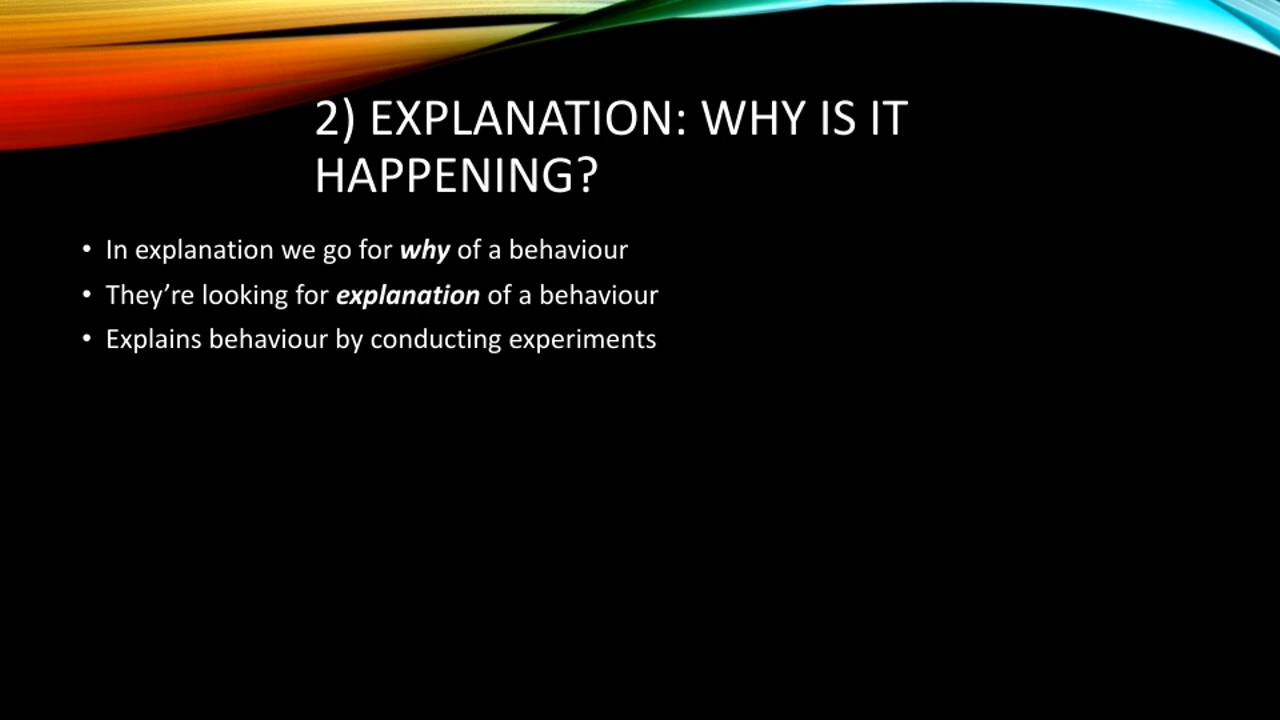 2) EXPLANATION: WHY IS IT
HAPPENING?
• In explanation we go for why of a behaviour
• They’re looking for explanation of a behaviour
• Explains behaviour by conducting experiments